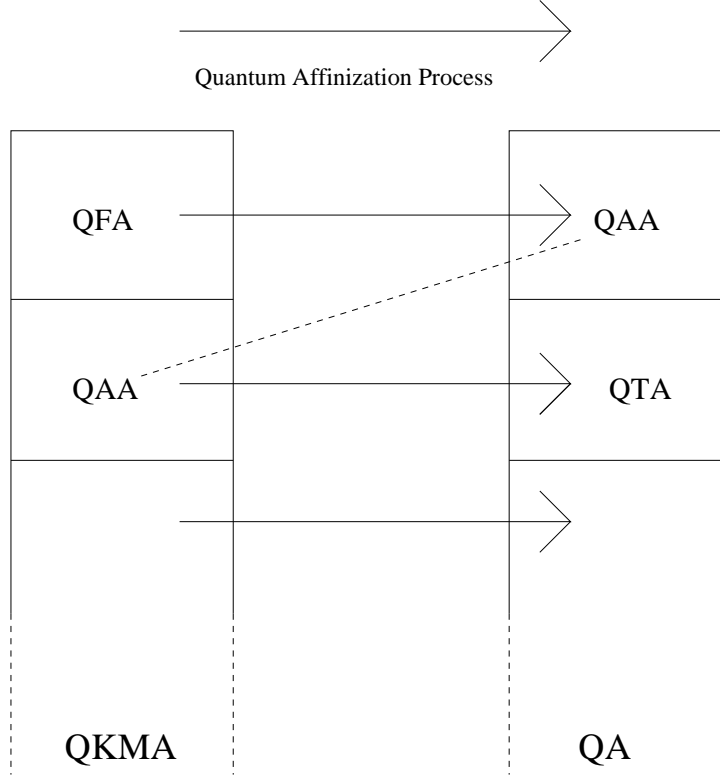 Quantum Affinization Process
QFA
QAA
QAA
QTA
QKMA
QA